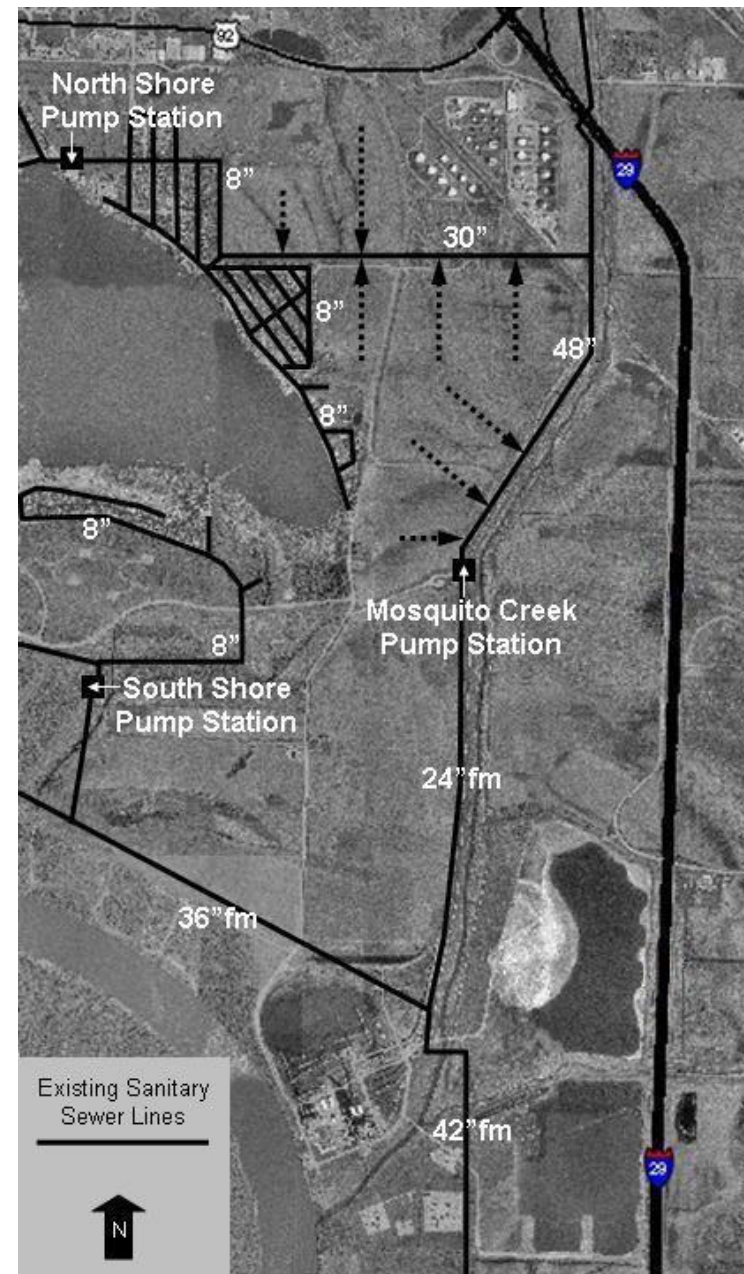 92
North Shore
Pump Station
29
8”
30”
8”
48”
8”
8”
Mosquito Creek
Pump Station
8”
South Shore
Pump Station
24”fm
36”fm
Existing Sanitary
Sewer Lines
42”fm
29
N